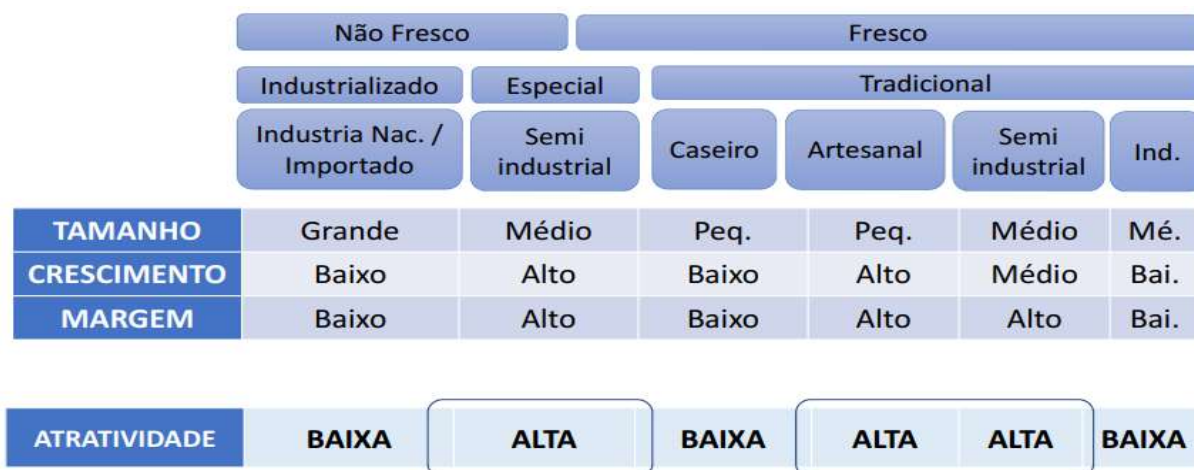 Não Fresco Fresco
Industrializado Especial Tradicional
Industria Nac. / Importado Semi industrial Caseiro Artesanal Semi industrial Ind.
TAMANHO Grande Médio Peq. Peq. Médio Mé.
CRESCIMENTO Baixo Alto Baixo Alto Médio Bai.
MARGEM Baixo Alto Baixo Alto Alto Bai.
ATRATIVIDADE BAIXA ALTA BAIXA ALTA ALTA BAIXA